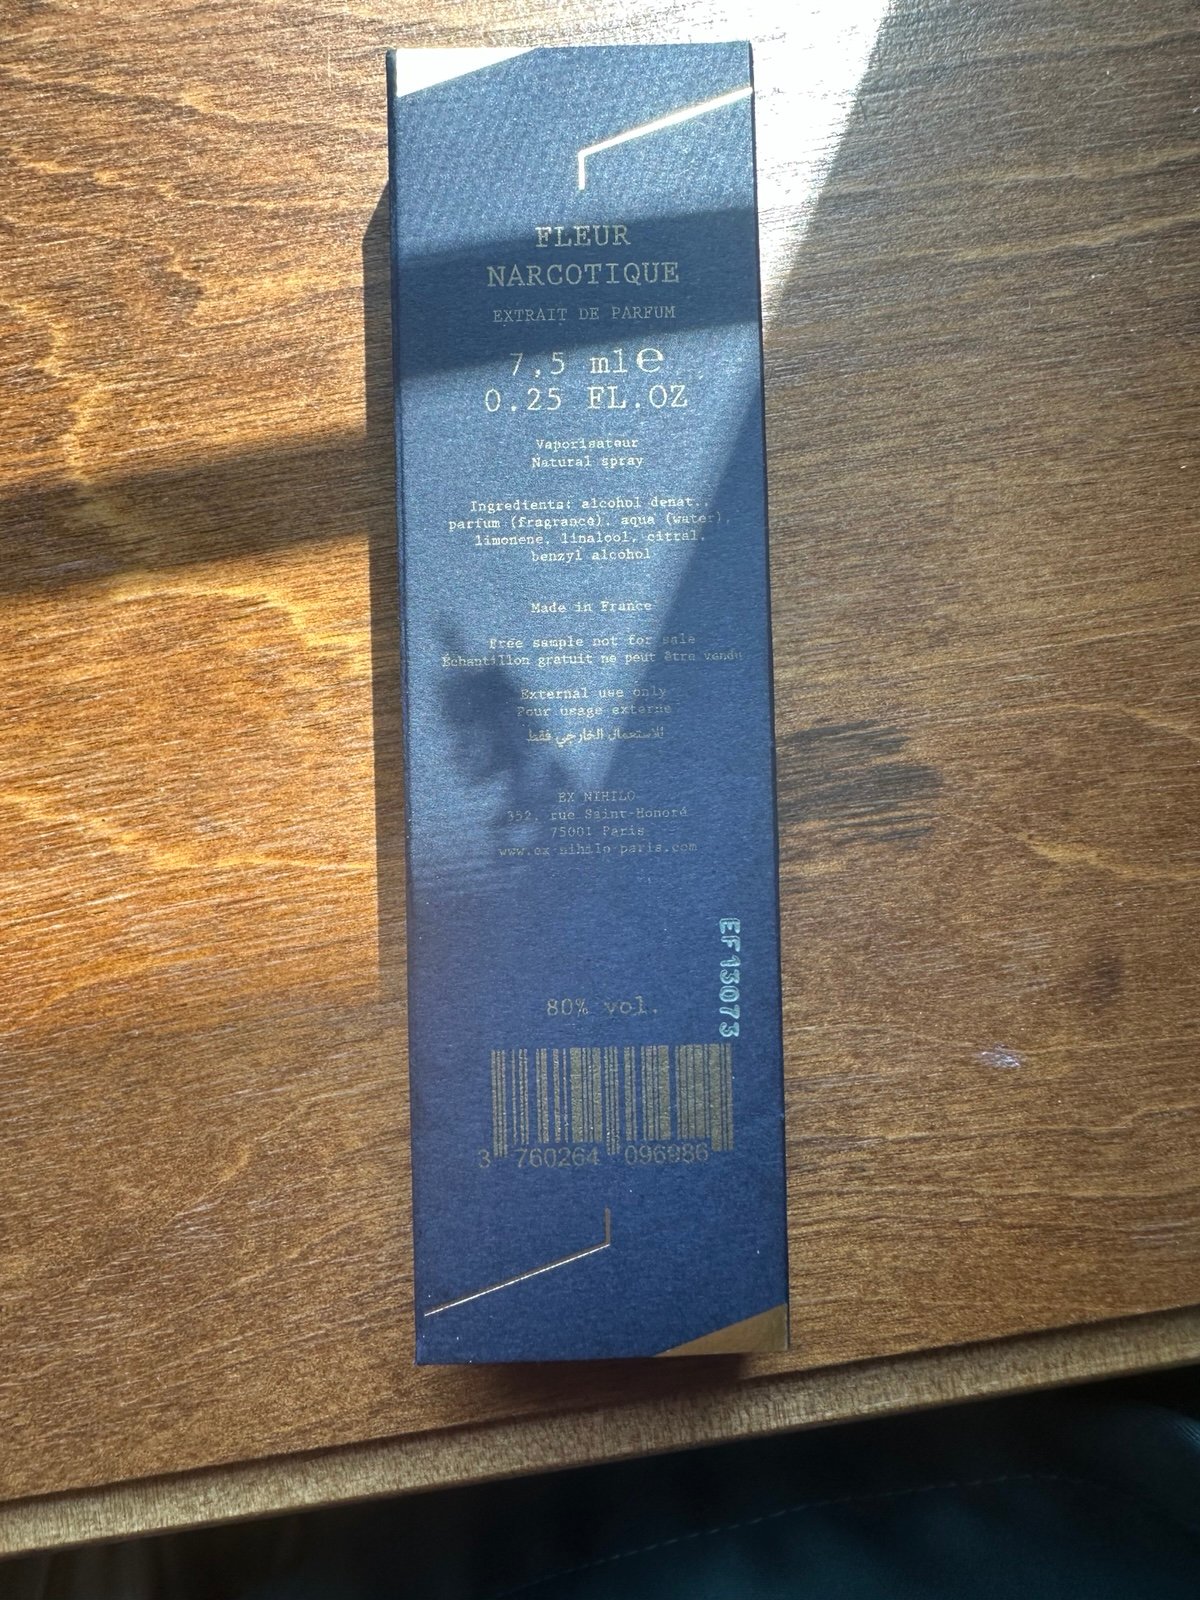 FLEUR
NARCOTIQUE
EXTRAIT DE PARFUM
7,5 ml ℮
0.25 FL.OZ
Vaporisateur
Natural spray
Ingredients: alcohol denat.,
parfum (fragrance), aqua (water),
limonene, linalool, citral,
benzyl alcohol
Made in France
Free sample not for sale
Échantillon gratuit ne peut être vendu
External use only
Pour usage externe
للاستعمال الخارجي فقط
EX NIHILO
352, rue Saint-Honoré
75001 Paris
www.ex-nihilo-paris.com
EF13073
80% vol.
3 760264 096986